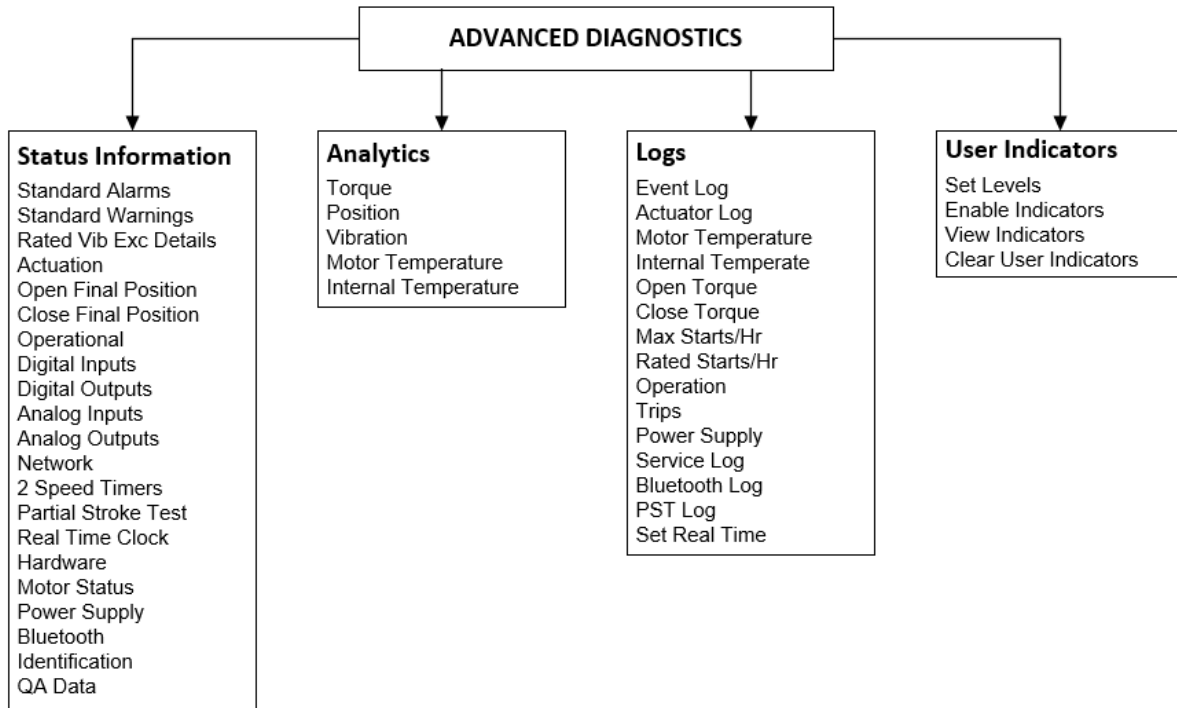 ADVANCED DIAGNOSTICS
Status Information
Standard Alarms
Standard Warnings
Rated Vib Exc Details
Actuation
Open Final Position
Close Final Position
Operational
Digital Inputs
Digital Outputs
Analog Inputs
Analog Outputs
Network
2 Speed Timers
Partial Stroke Test
Real Time Clock
Hardware
Motor Status
Power Supply
Bluetooth
Identification
QA Data
Analytics
Torque
Position
Vibration
Motor Temperature
Internal Temperature
Logs
Event Log
Actuator Log
Motor Temperature
Internal Temperate
Open Torque
Close Torque
Max Starts/Hr
Rated Starts/Hr
Operation
Trips
Power Supply
Service Log
Bluetooth Log
PST Log
Set Real Time
User Indicators
Set Levels
Enable Indicators
View Indicators
Clear User Indicators